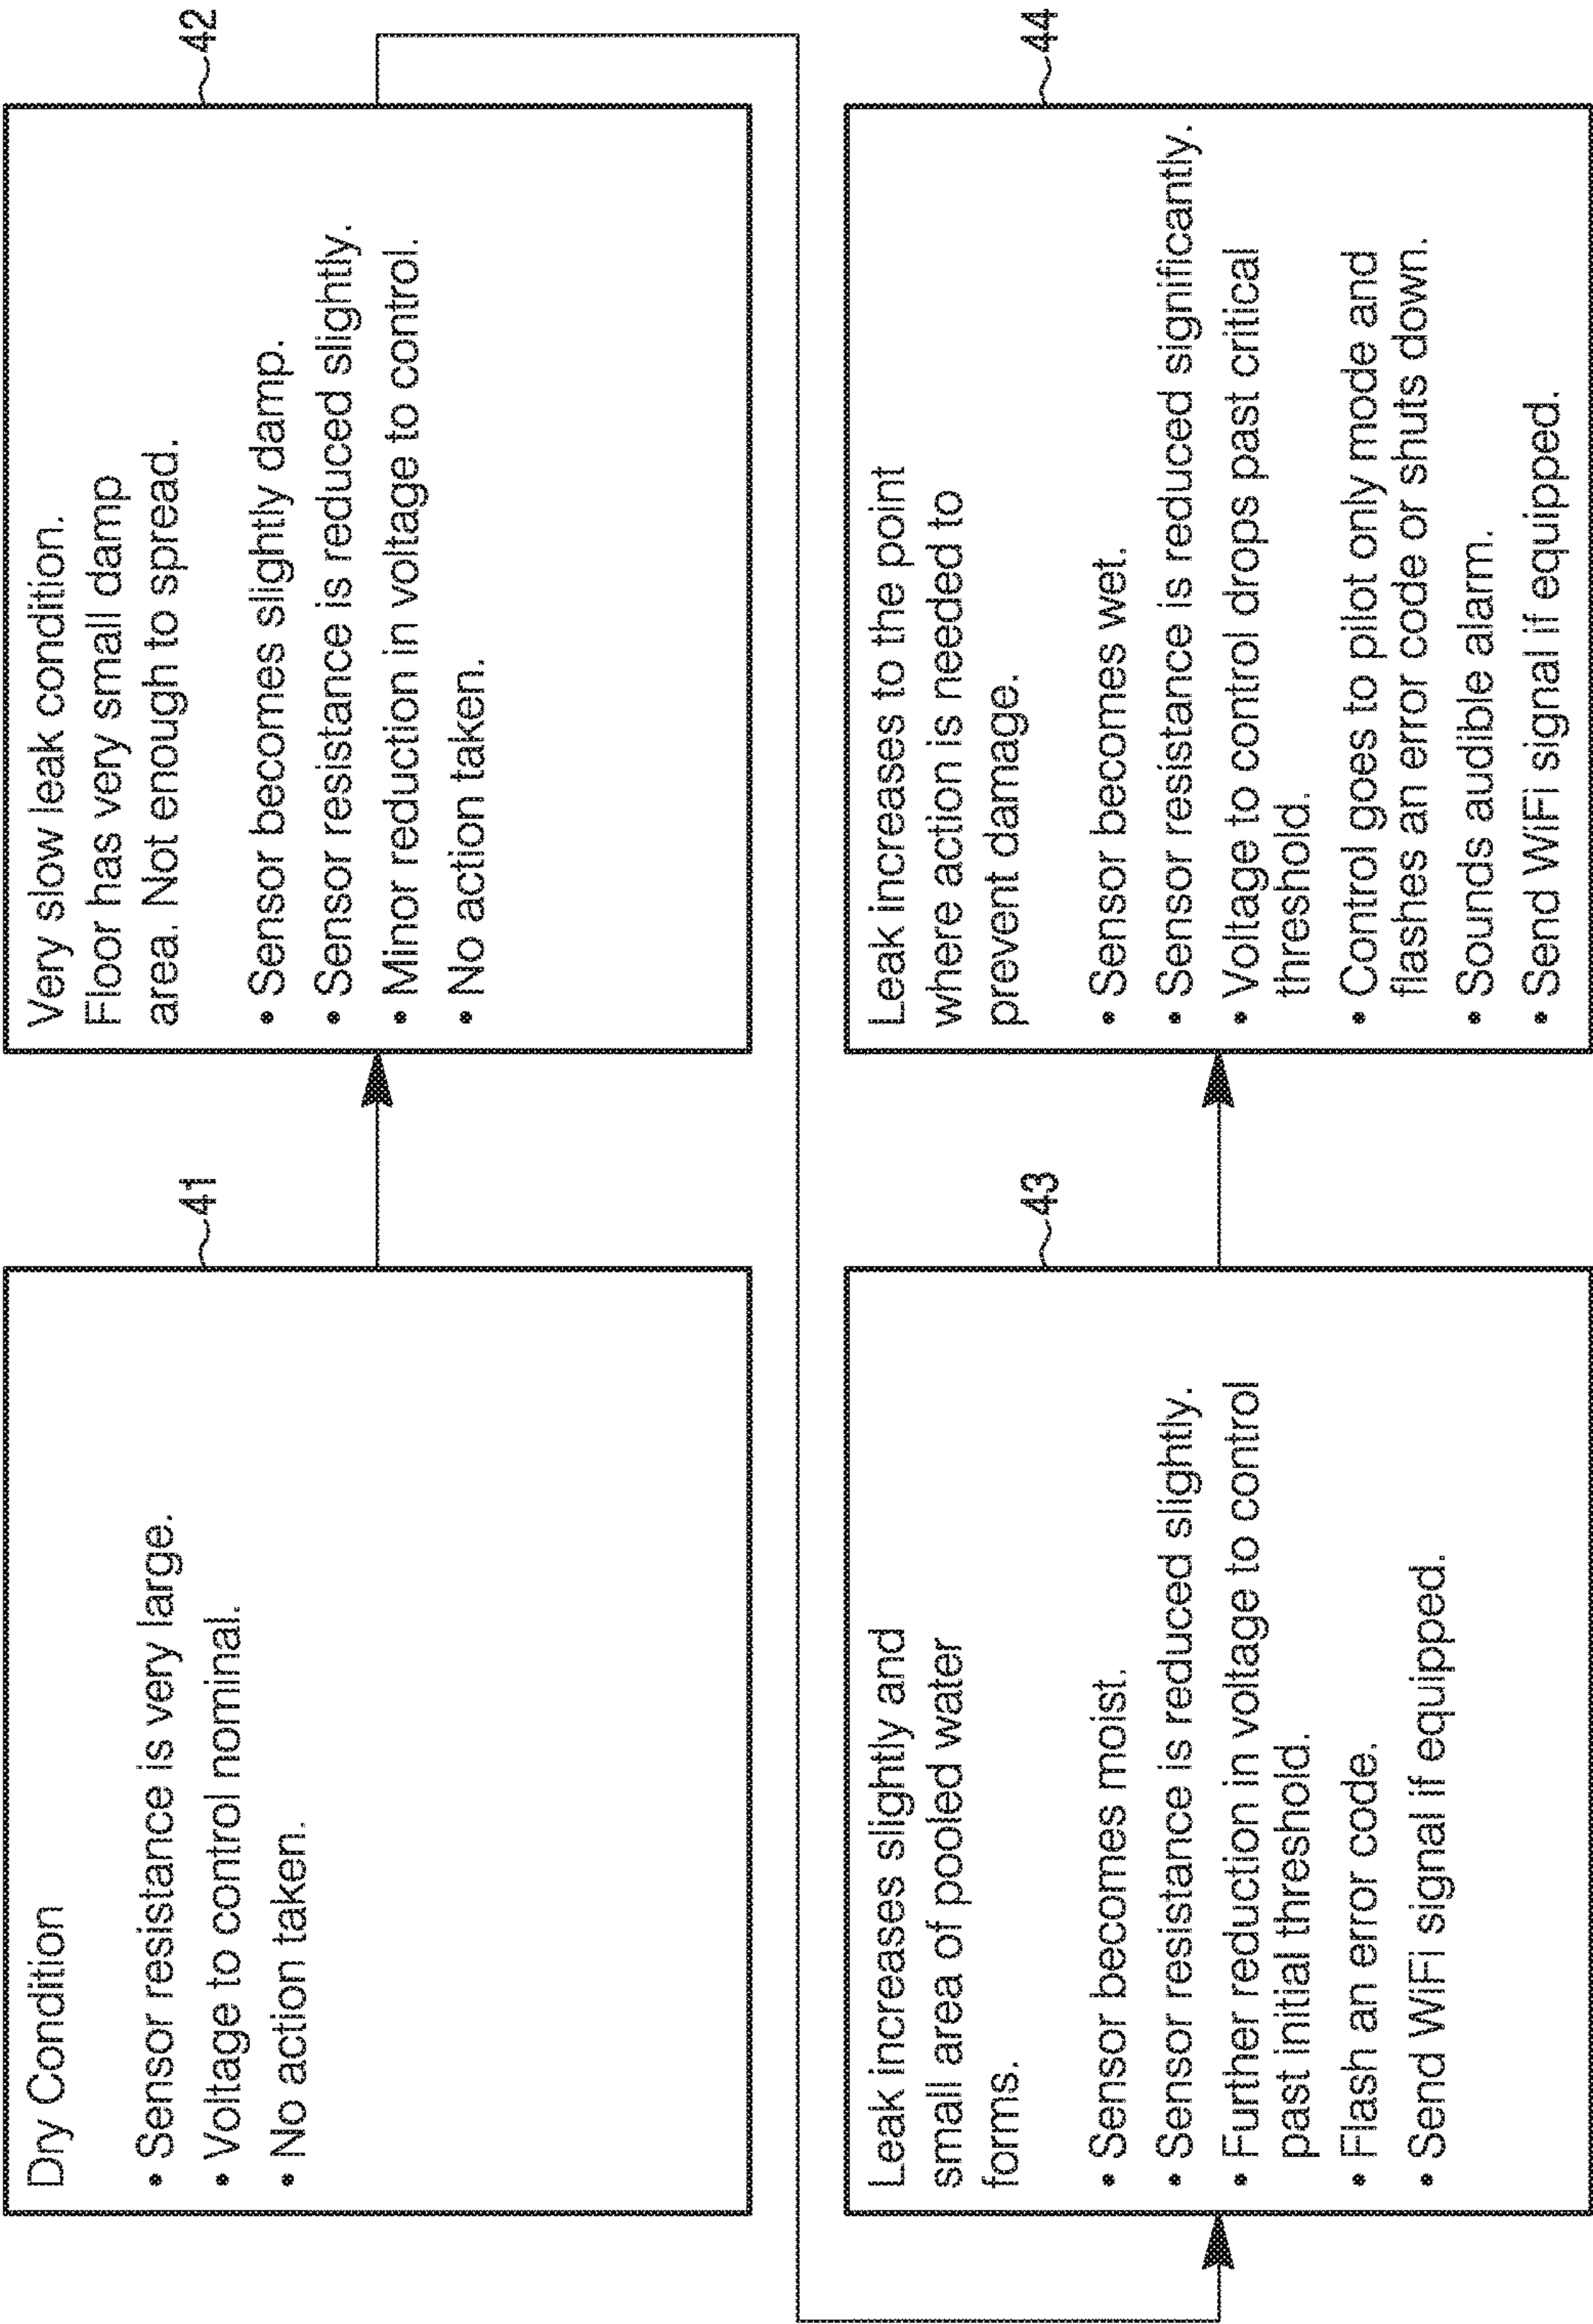 Dry Condition
• Sensor resistance is very large.
• Voltage to control nominal.
• No action taken.
41
Very slow leak condition.
Floor has very small damp
area. Not enough to spread.
• Sensor becomes slightly damp.
• Sensor resistance is reduced slightly.
• Minor reduction in voltage to control.
• No action taken.
42
Leak increases slightly and
small area of pooled water
forms.
• Sensor becomes moist.
• Sensor resistance is reduced slightly.
• Further reduction in voltage to control
past initial threshold.
• Flash an error code.
• Send WiFi signal if equipped.
43
Leak increases to the point
where action is needed to
prevent damage.
• Sensor becomes wet.
• Sensor resistance is reduced significantly.
• Voltage to control drops past critical
threshold.
• Control goes to pilot only mode and
flashes an error code or shuts down.
• Sounds audible alarm.
• Send WiFi signal if equipped.
44